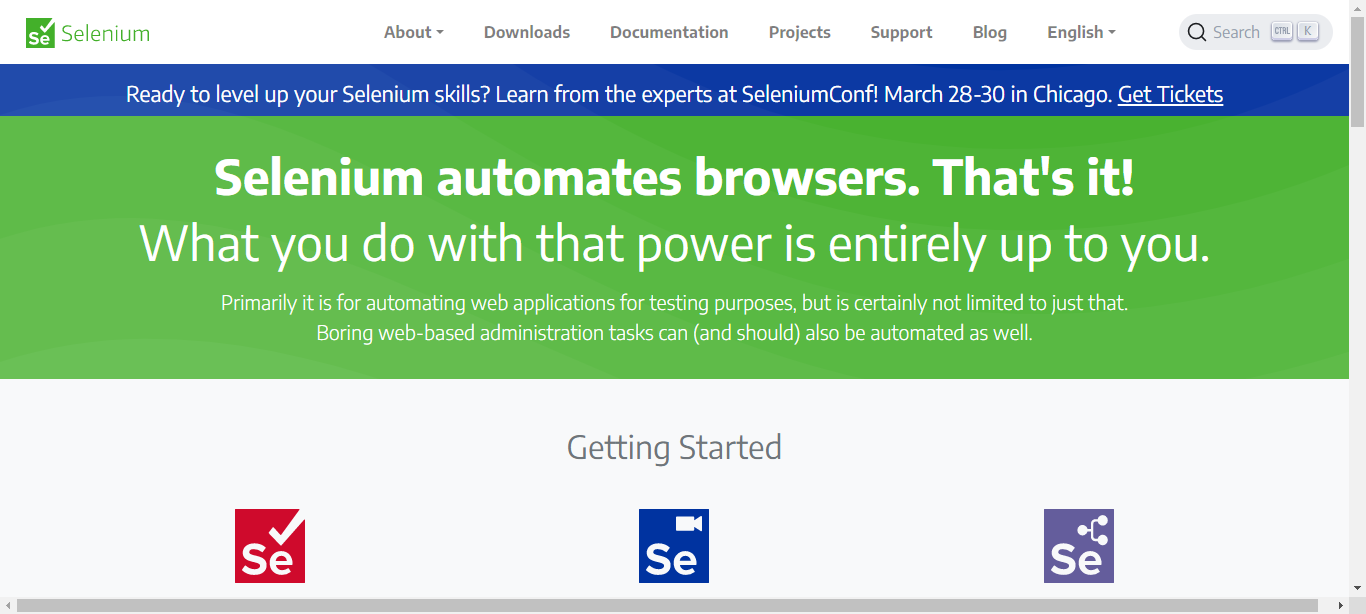 Se Selenium
About Downloads Documentation Projects Support Blog English Search CTRL K
Ready to level up your Selenium skills? Learn from the experts at SeleniumConf! March 28-30 in Chicago. Get Tickets
Selenium automates browsers. That's it!
What you do with that power is entirely up to you.
Primarily it is for automating web applications for testing purposes, but is certainly not limited to just that.
Boring web-based administration tasks can (and should) also be automated as well.
Getting Started
Se Se Se